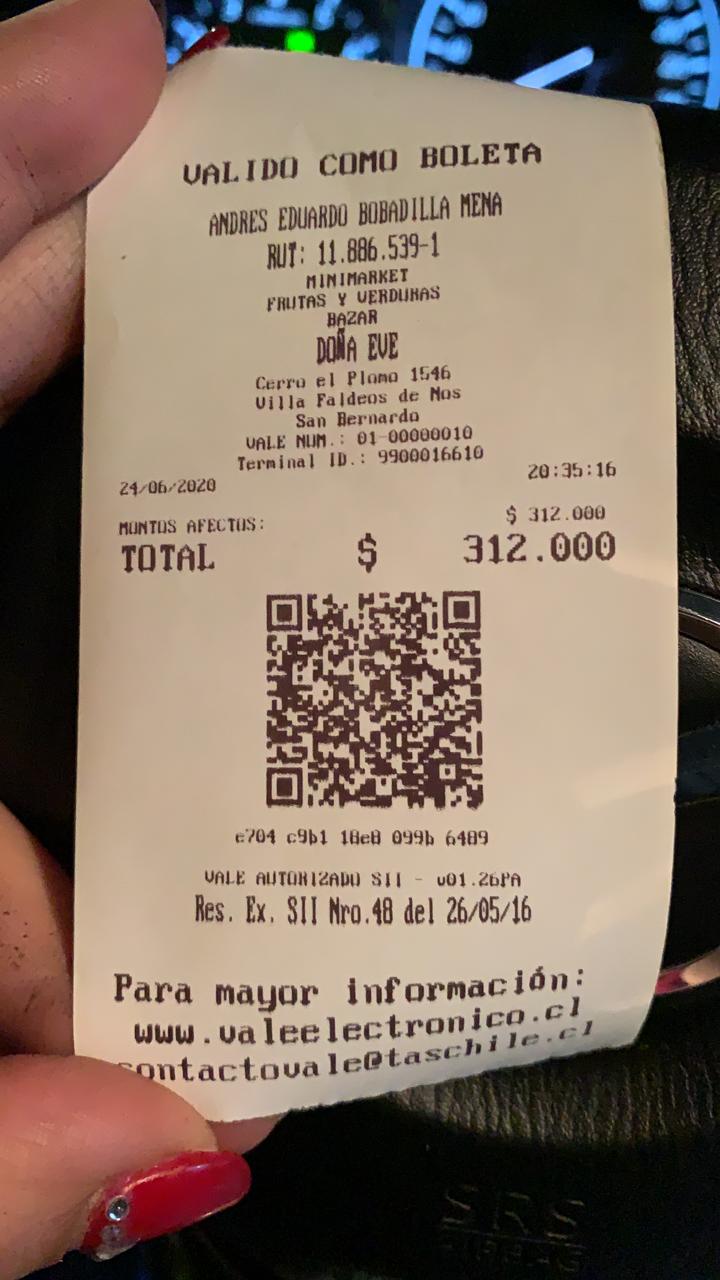 VALIDO COMO BOLETA
ANDRES EDUARDO BOBADILLA MENA
RUT: 11.886.539-1
MINIMARKET
FRUTAS Y VERDURAS
BAZAR
DOÑA EVE
Cerro el Plomo 1546
Villa Faldeos de Nos
San Bernardo
VALE NUM.: 01-00000010
Terminal ID.: 9900016610
24/06/2020 20:35:16
MONTOS AFECTOS: $ 312.000
TOTAL $ 312.000
e704 c9b1 18e8 099b 6489
VALE AUTORIZADO SII - v01.26PA
Res. Ex. SII Nro.48 del 26/05/16
Para mayor información:
www.valeelectronico.cl
contactovale@taschile.cl
SRS